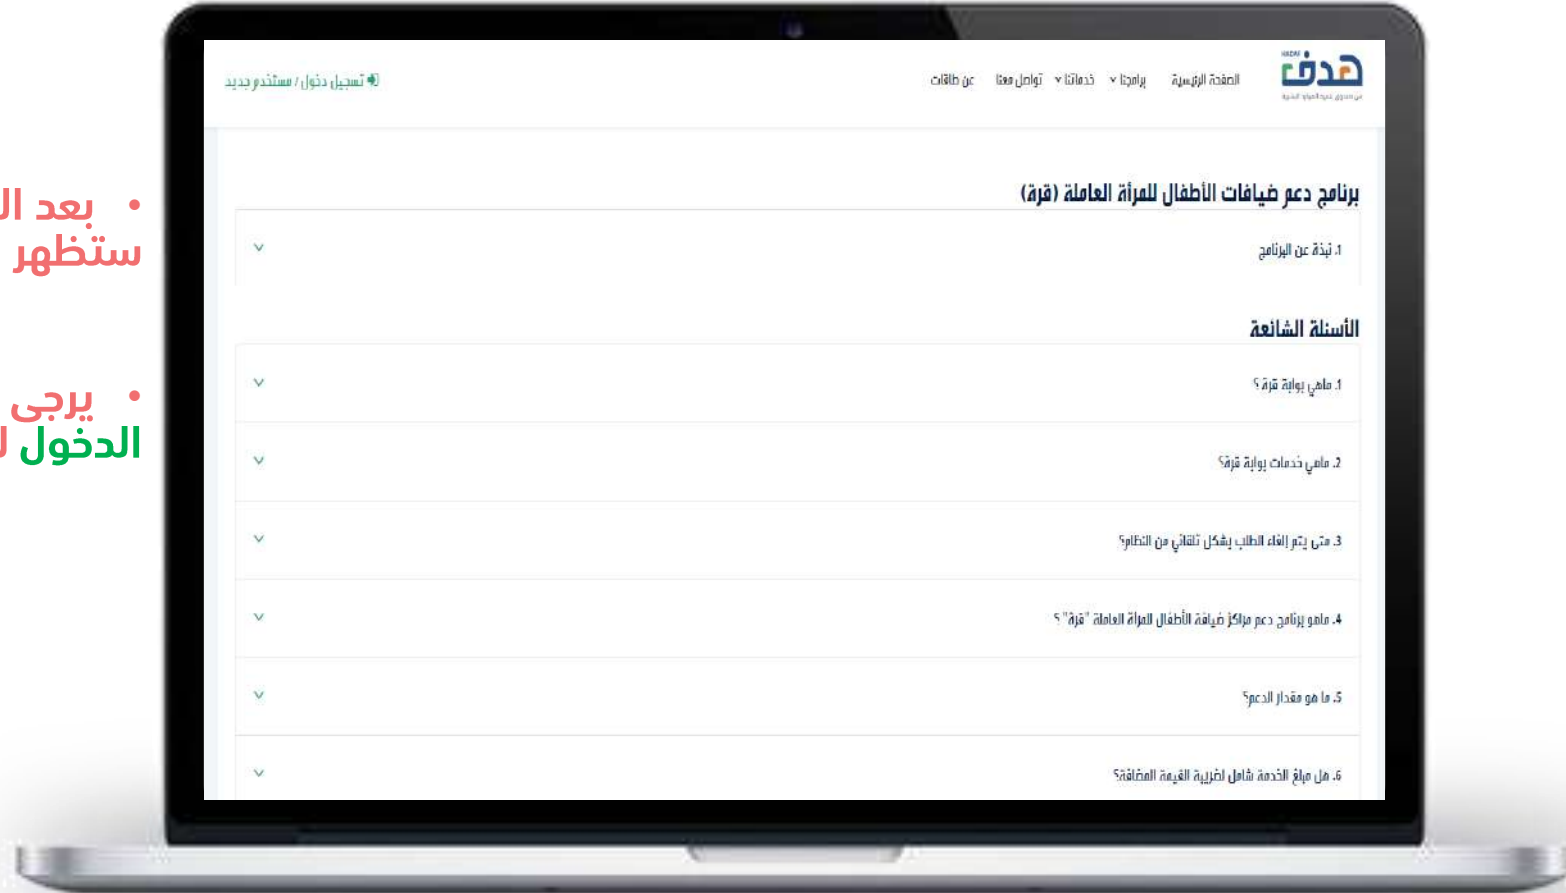 هدف
HADAF
الصفحة الرئيسية
برامجنا
خدماتنا
تواصل معنا
عن طاقات
تسجيل دخول / مستخدم جديد
برنامج دعم ضيافات الأطفال للمرأة العاملة (قرة)
1. نبذة عن البرنامج
الأسئلة الشائعة
1. ماهي بوابة قرة ؟
2. ماهي خدمات بوابة قرة؟
3. متى يتم إلغاء الطلب بشكل تلقائي من النظام؟
4. ماهو برنامج دعم مراكز ضيافة الأطفال للمرأة العاملة "قرة" ؟
5. ما هو مقدار الدعم؟
6. هل مبلغ الخدمة شامل لضريبة القيمة المضافة؟
• بعد
ستظهر
• يرجى
الدخول